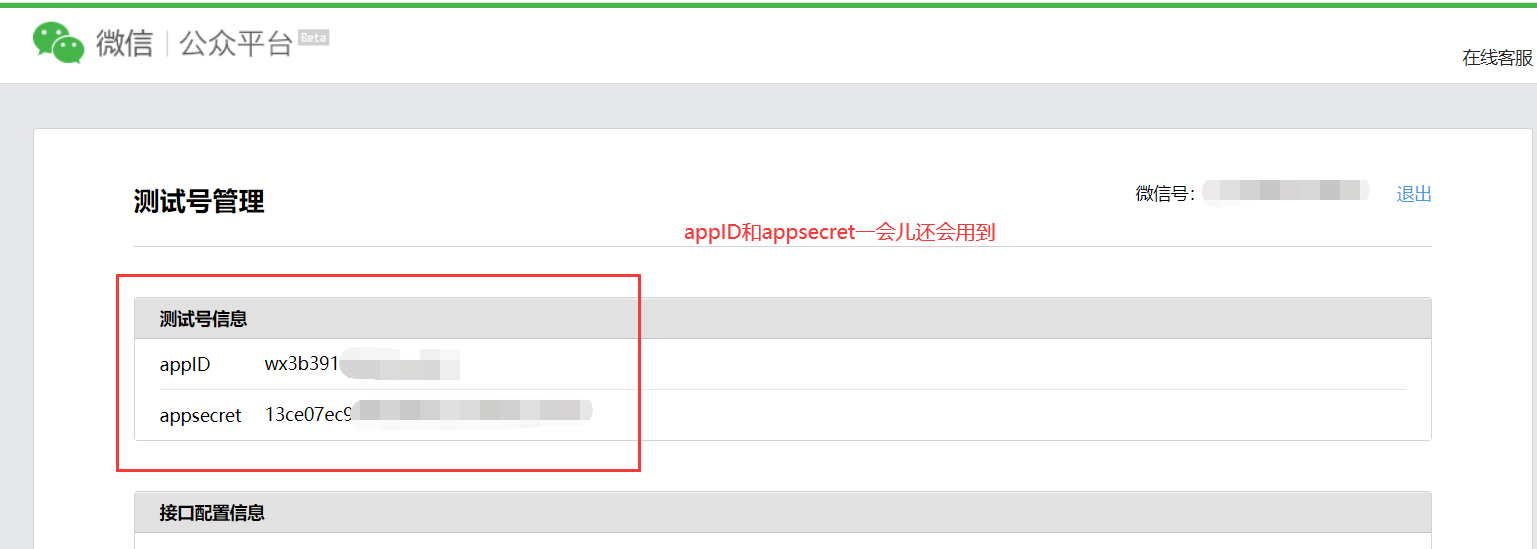 微信 | 公众平台 Beta
在线客服
测试号管理
微信号： 退出
appID和appsecret一会儿还会用到
测试号信息
appID wx3b391
appsecret 13ce07ec9
接口配置信息